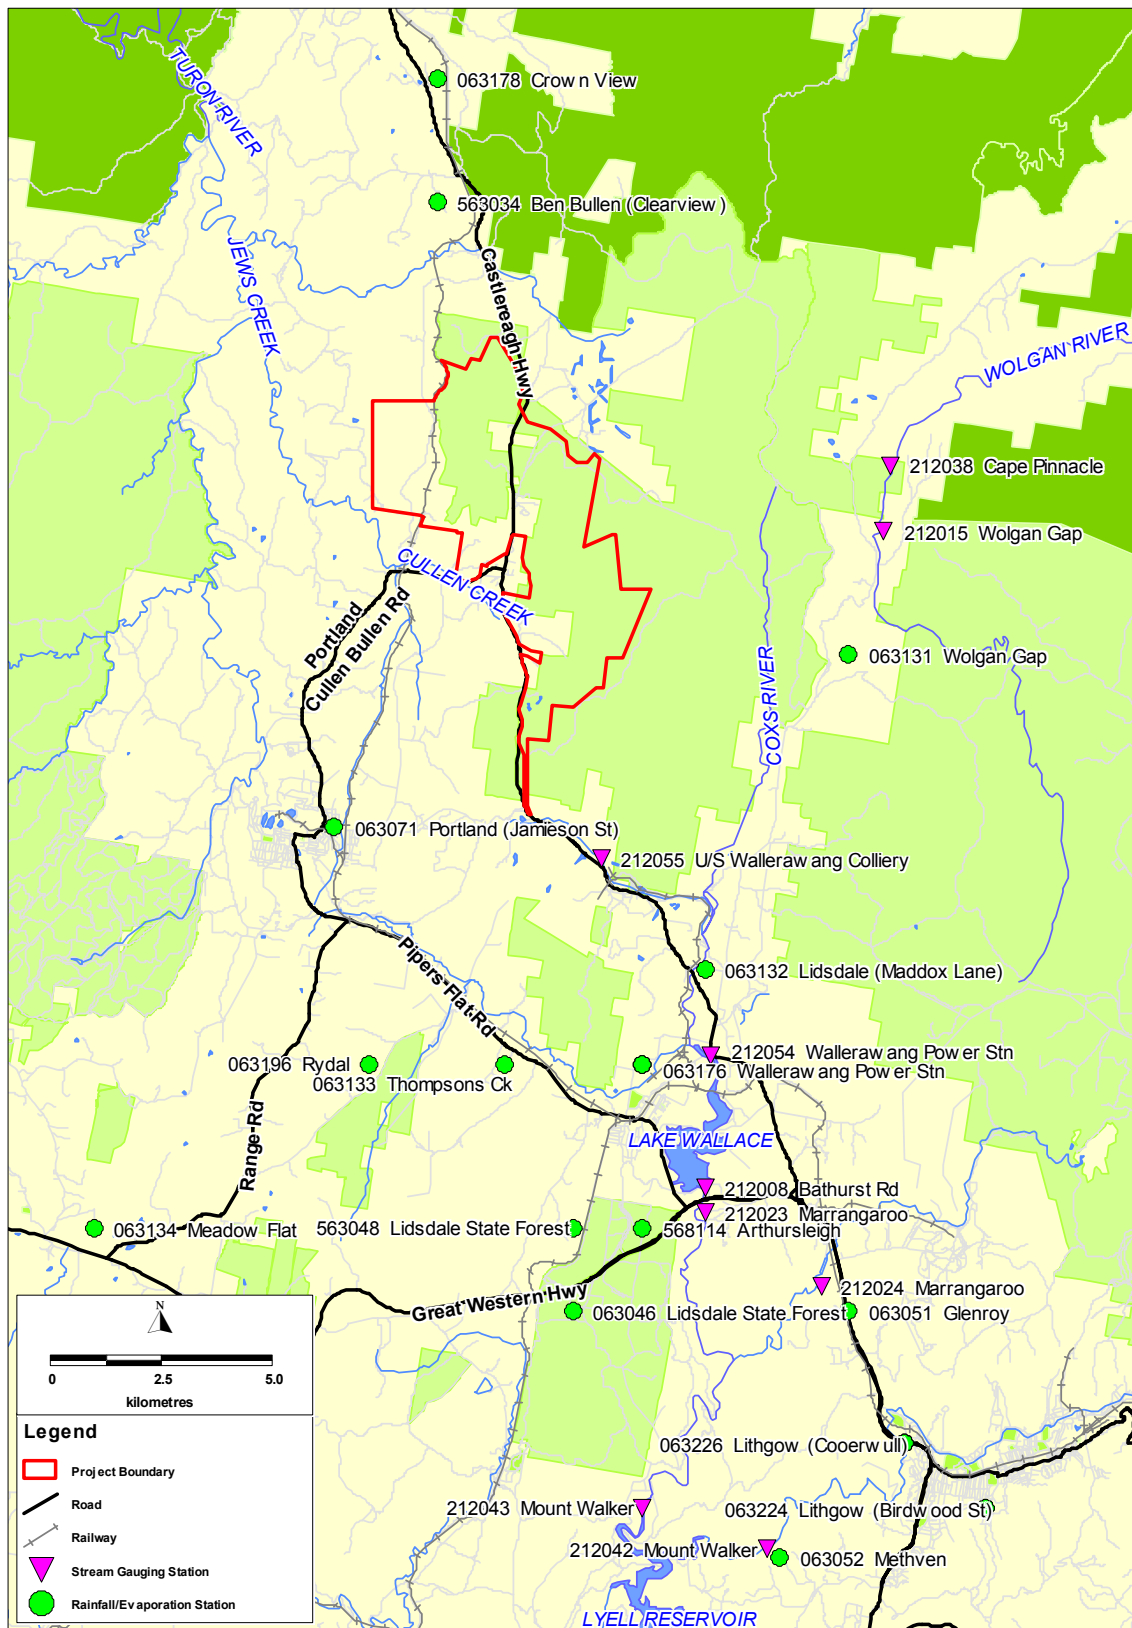 063178 Crown View
TURON RIVER
563034 Ben Bullen (Clearview)
JEWS CREEK
Castlereagh Hwy
WOLGAN RIVER
212038 Cape Pinnacle
212015 Wolgan Gap
CULLEN CREEK
Portland
Cullen Bullen Rd
063131 Wolgan Gap
COXS RIVER
063071 Portland (Jamieson St)
212055 U/S Wallerawang Colliery
Pipers Flat Rd
063132 Lidsdale (Maddox Lane)
212054 Wallerawang Power Stn
063196 Rydal
063176 Wallerawang Power Stn
063133 Thompsons Ck
Range Rd
LAKE WALLACE
212008 Bathurst Rd
212023 Marrangaroo
063134 Meadow Flat
563048 Lidsdale State Forest
568114 Arthursleigh
212024 Marrangaroo
Great Western Hwy
063046 Lidsdale State Forest
063051 Glenroy
N
0 2.5 5.0
kilometres
Legend
063226 Lithgow (Cooerwull)
Project Boundary
Road
212043 Mount Walker
063224 Lithgow (Birdwood St)
Railway
212042 Mount Walker
063052 Methven
Stream Gauging Station
Rainfall/Evaporation Station
LYELL RESERVOIR